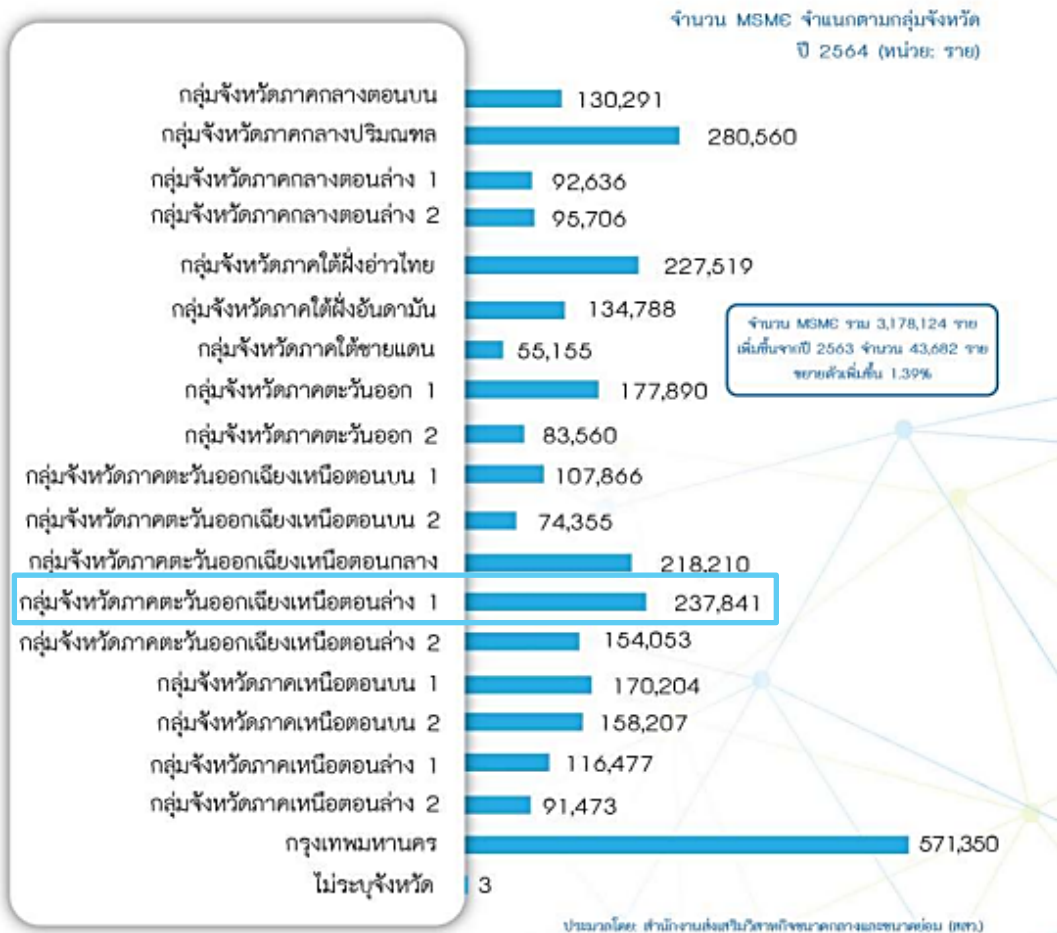 จำนวน MSME จำแนกตามกลุ่มจังหวัด
ปี 2564 (หน่วย: ราย)
กลุ่มจังหวัดภาคกลางตอนบน 130,291
กลุ่มจังหวัดภาคกลางปริมณฑล 280,560
กลุ่มจังหวัดภาคกลางตอนล่าง 1 92,636
กลุ่มจังหวัดภาคกลางตอนล่าง 2 95,706
กลุ่มจังหวัดภาคใต้ฝั่งอ่าวไทย 227,519
กลุ่มจังหวัดภาคใต้ฝั่งอันดามัน 134,788
กลุ่มจังหวัดภาคใต้ชายแดน 55,155
จำนวน MSME รวม 3,178,124 ราย
เพิ่มขึ้นจากปี 2563 จำนวน 43,682 ราย
ขยายตัวเพิ่มขึ้น 1.39%
กลุ่มจังหวัดภาคตะวันออก 1 177,890
กลุ่มจังหวัดภาคตะวันออก 2 83,560
กลุ่มจังหวัดภาคตะวันออกเฉียงเหนือตอนบน 1 107,866
กลุ่มจังหวัดภาคตะวันออกเฉียงเหนือตอนบน 2 74,355
กลุ่มจังหวัดภาคตะวันออกเฉียงเหนือตอนกลาง 218,210
กลุ่มจังหวัดภาคตะวันออกเฉียงเหนือตอนล่าง 1 237,841
กลุ่มจังหวัดภาคตะวันออกเฉียงเหนือตอนล่าง 2 154,053
กลุ่มจังหวัดภาคเหนือตอนบน 1 170,204
กลุ่มจังหวัดภาคเหนือตอนบน 2 158,207
กลุ่มจังหวัดภาคเหนือตอนล่าง 1 116,477
กลุ่มจังหวัดภาคเหนือตอนล่าง 2 91,473
กรุงเทพมหานคร 571,350
ไม่ระบุจังหวัด 3
ประมวลโดย: สำนักงานส่งเสริมวิสาหกิจขนาดกลางและขนาดย่อม (สสว.)